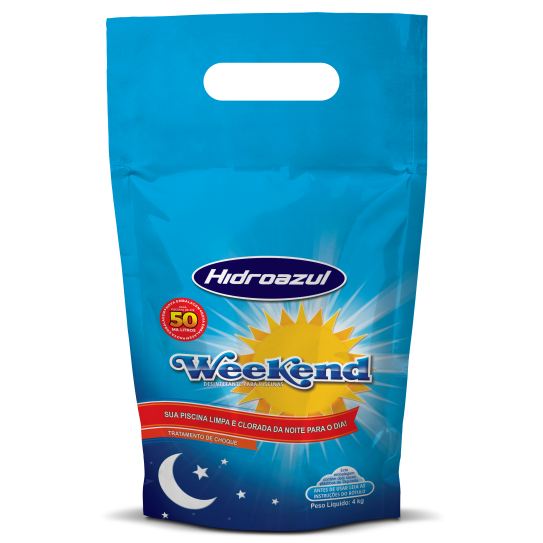 Hidroazul
50
MIL LITROS
Weekend
DESINFETANTE PARA PISCINAS
SUA PISCINA LIMPA E CLORADA DA NOITE PARA O DIA!
TRATAMENTO DE CHOQUE
ANTES DE USAR LEIA AS
INSTRUÇÕES DO RÓTULO
Peso Líquido: 4 kg